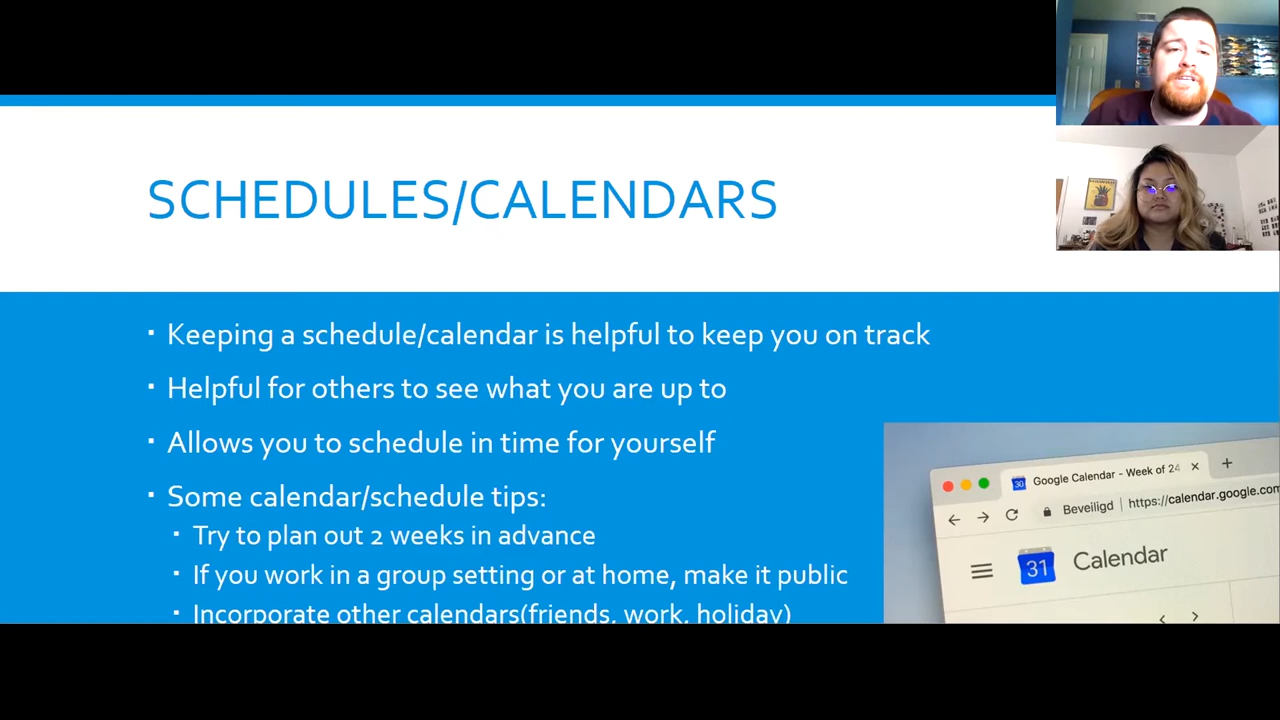 SCHEDULES/CALENDARS
▪ Keeping a schedule/calendar is helpful to keep you on track
▪ Helpful for others to see what you are up to
▪ Allows you to schedule in time for yourself
▪ Some calendar/schedule tips:
▪ Try to plan out 2 weeks in advance
▪ If you work in a group setting or at home, make it public
▪ Incorporate other calendars(friends, work, holiday)
30 Google Calendar - Week of 24
Beveiligd | https://calendar.google.com
31 Calendar